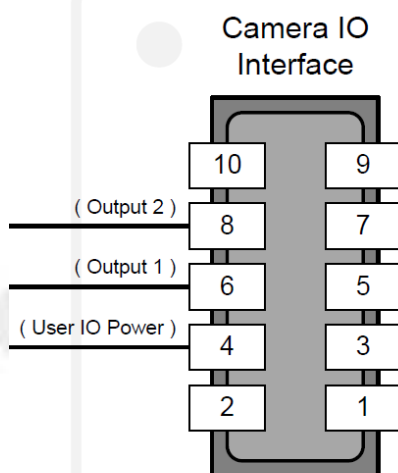 Camera IO
Interface
10 9
( Output 2 ) 8 7
( Output 1 ) 6 5
( User IO Power ) 4 3
2 1